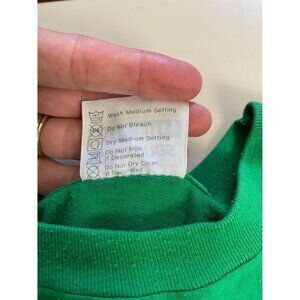 Wash Medium Setting
Do Not Bleach
Dry Medium Setting
Do Not Iron
If Decorated
Do Not Dry Clean
If Decorated